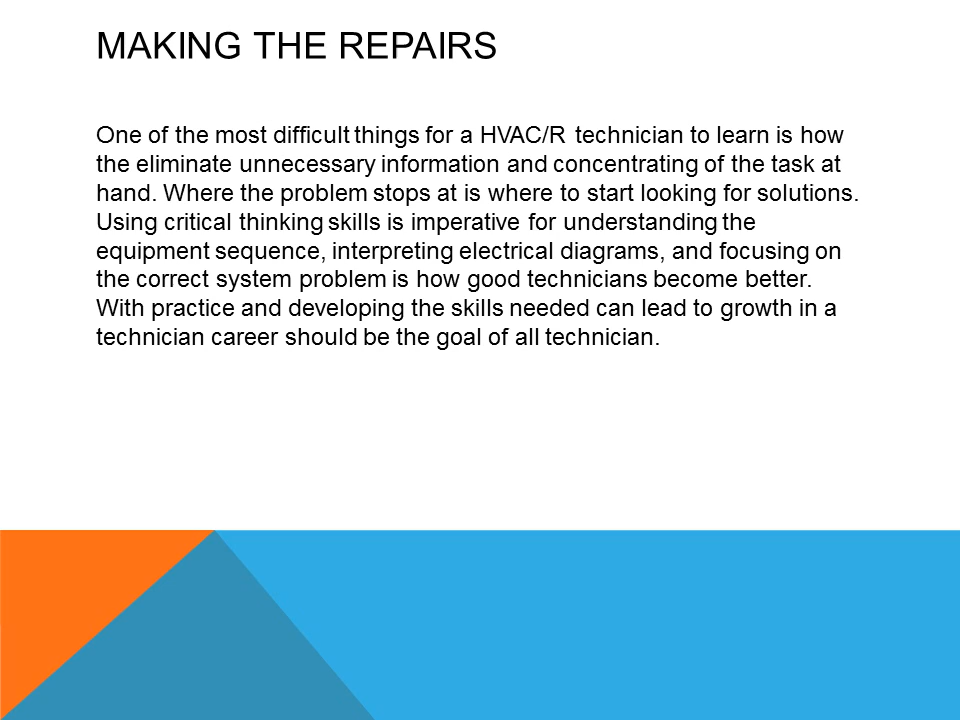 MAKING THE REPAIRS
One of the most difficult things for a HVAC/R technician to learn is how
the eliminate unnecessary information and concentrating of the task at
hand. Where the problem stops at is where to start looking for solutions.
Using critical thinking skills is imperative for understanding the
equipment sequence, interpreting electrical diagrams, and focusing on
the correct system problem is how good technicians become better.
With practice and developing the skills needed can lead to growth in a
technician career should be the goal of all technician.